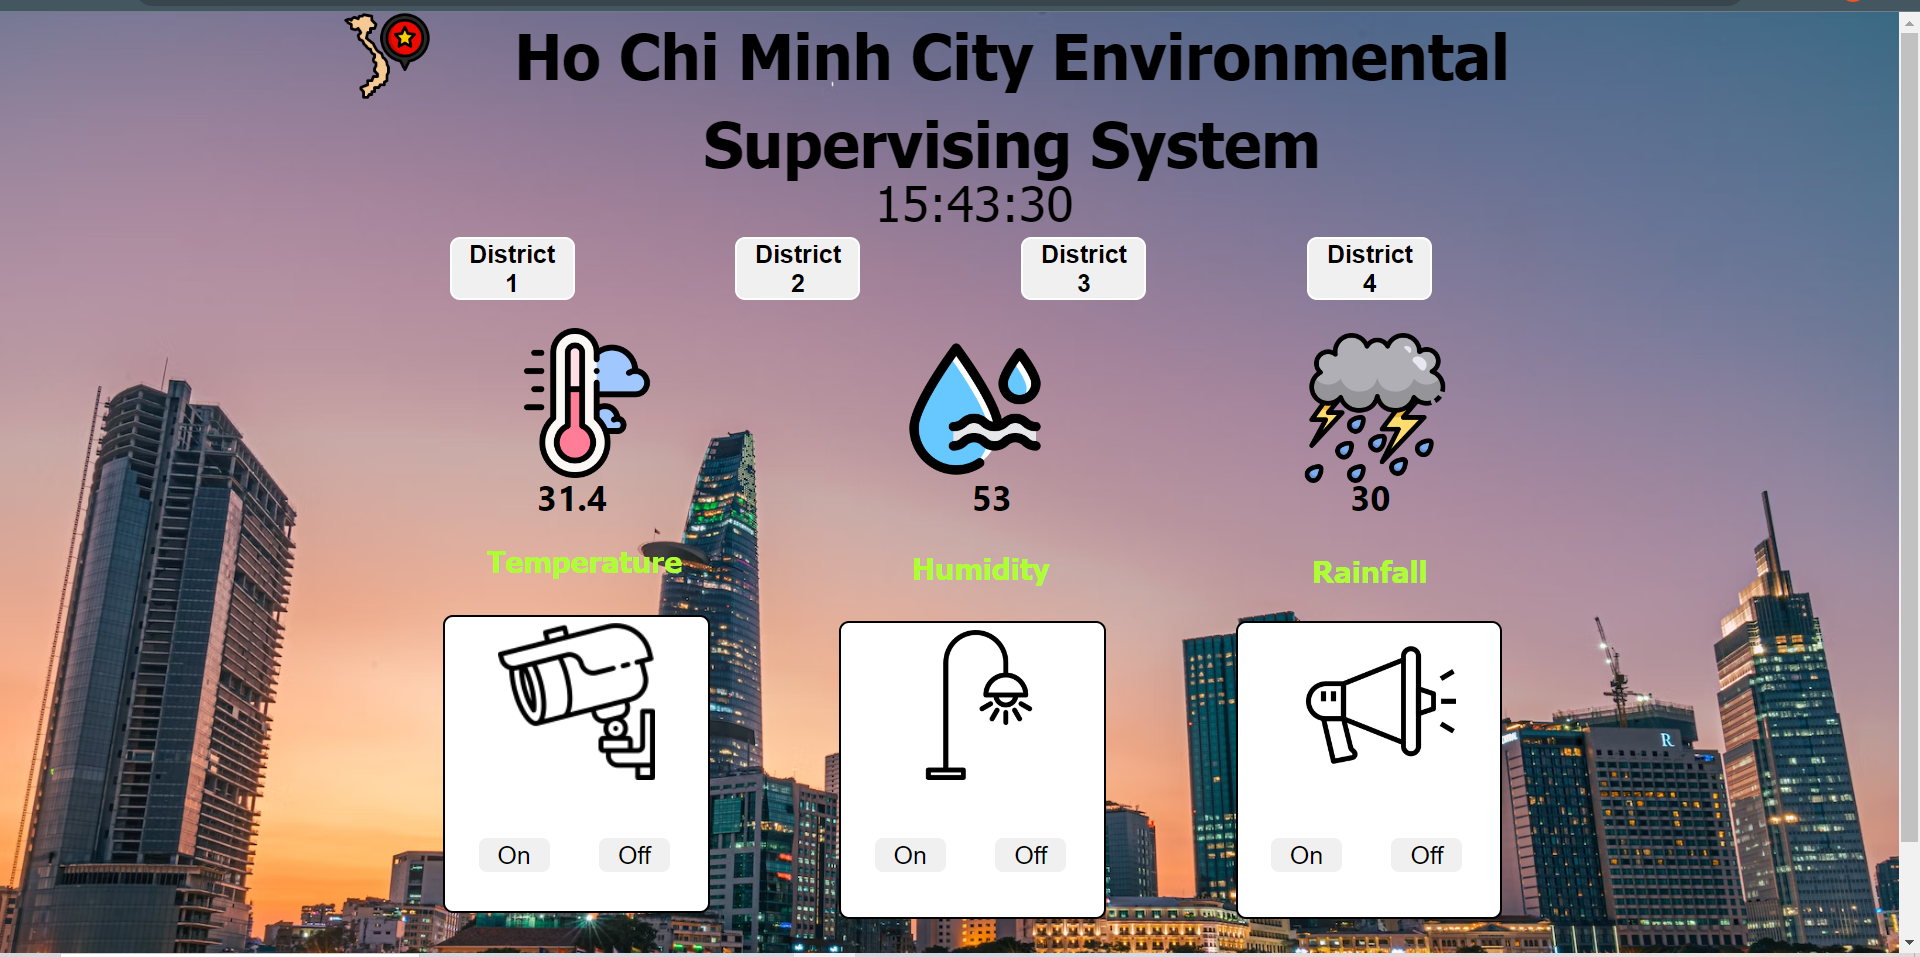 Ho Chi Minh City Environmental
Supervising System
15:43:30
District
1
District
2
District
3
District
4
31.4
53
30
Temperature
Humidity
Rainfall
On
Off
On
Off
On
Off
R